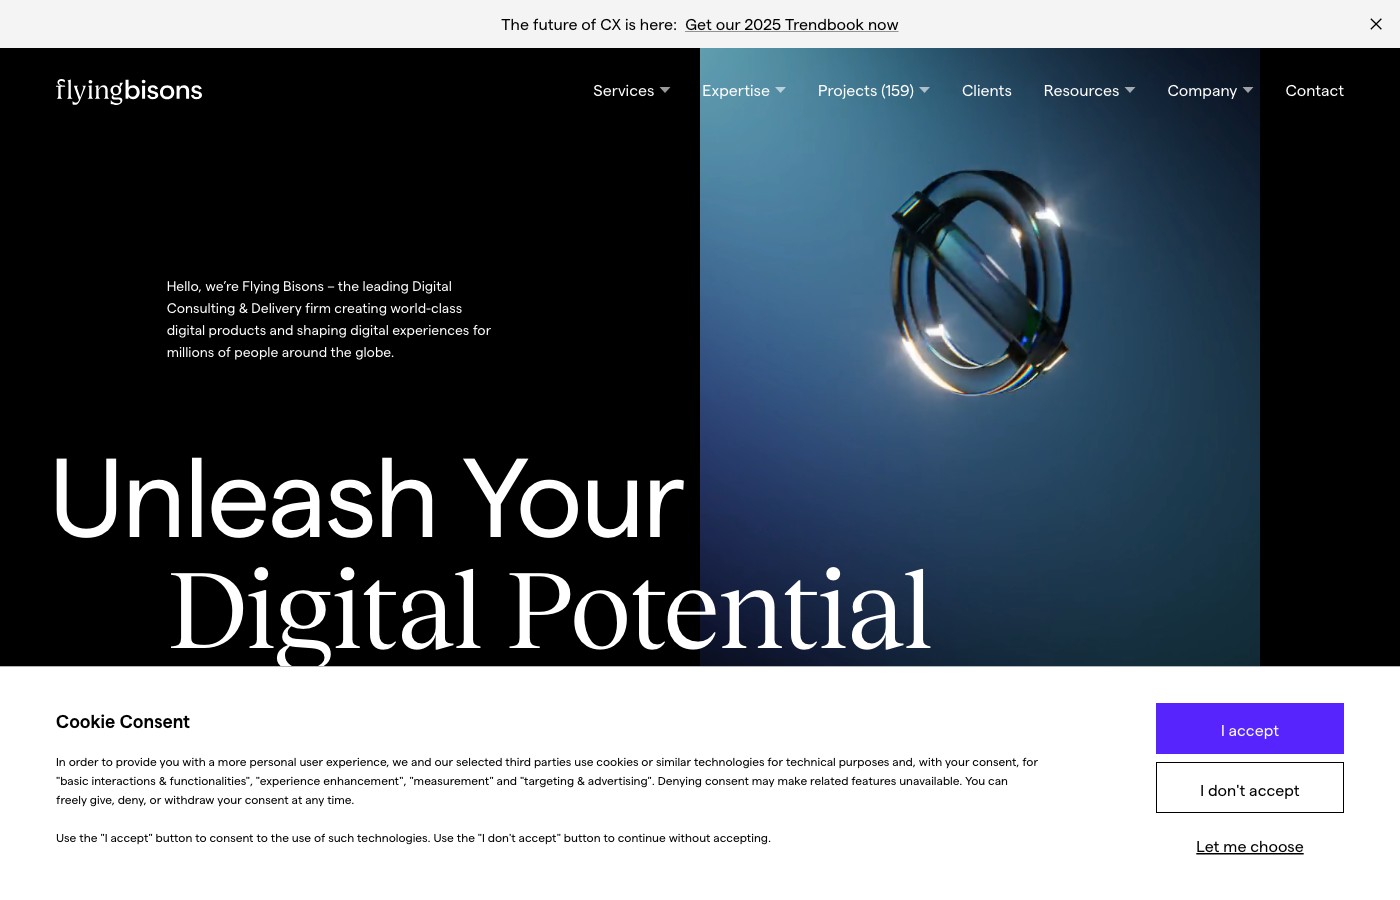 The future of CX is here: Get our 2025 Trendbook now
flyingbisons
Services Expertise Projects (159) Clients Resources Company Contact
Hello, we’re Flying Bisons – the leading Digital
Consulting & Delivery firm creating world-class
digital products and shaping digital experiences for
millions of people around the globe.
Unleash Your
Digital Potential
Cookie Consent
In order to provide you with a more personal user experience, we and our selected third parties use cookies or similar technologies for technical purposes and, with your consent, for
"basic interactions & functionalities", "experience enhancement", "measurement" and "targeting & advertising". Denying consent may make related features unavailable. You can
freely give, deny, or withdraw your consent at any time.
Use the "I accept" button to consent to the use of such technologies. Use the "I don't accept" button to continue without accepting.
I accept
I don't accept
Let me choose